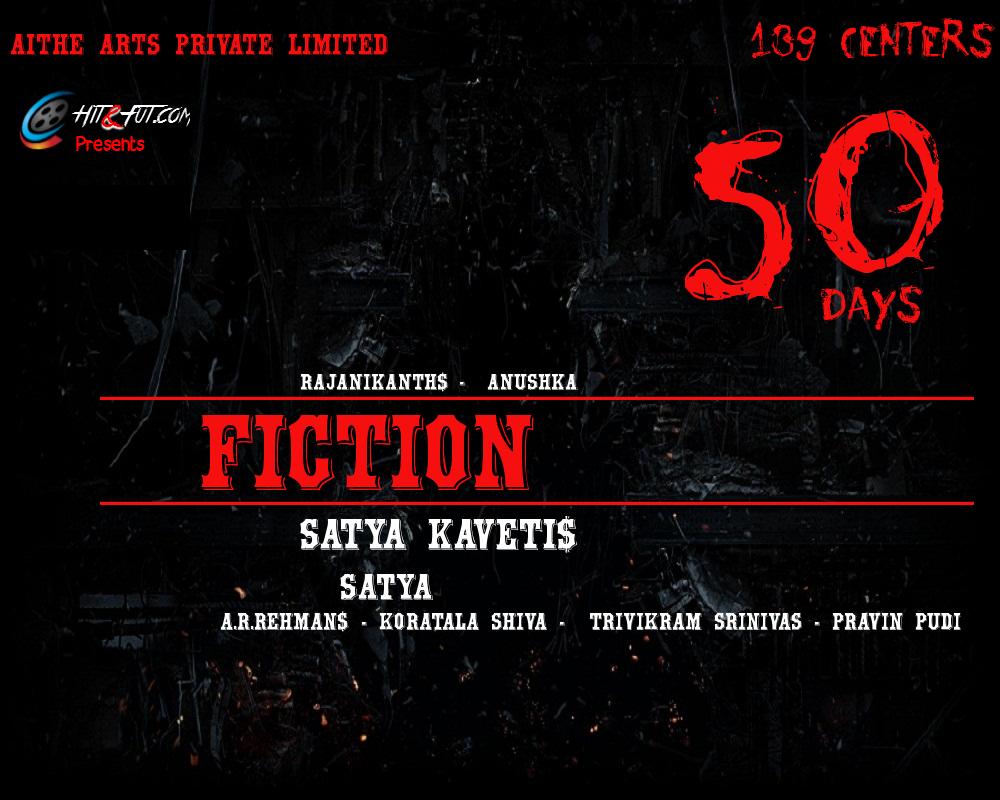 AITHE ARTS PRIVATE LIMITED
139 CENTERS
HIT&FUT.COM
Presents
50
DAYS
RAJANIKANTH$ - ANUSHKA
FICTION
SATYA KAVETI$
SATYA
A.R.REHMAN$ - KORATALA SHIVA - TRIVIKRAM SRINIVAS - PRAVIN PUDI